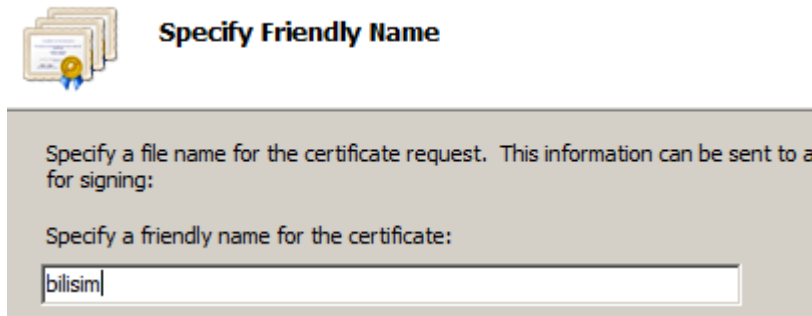 Specify Friendly Name
Specify a file name for the certificate request.  This information can be sent to a
for signing:
Specify a friendly name for the certificate:
bilisim